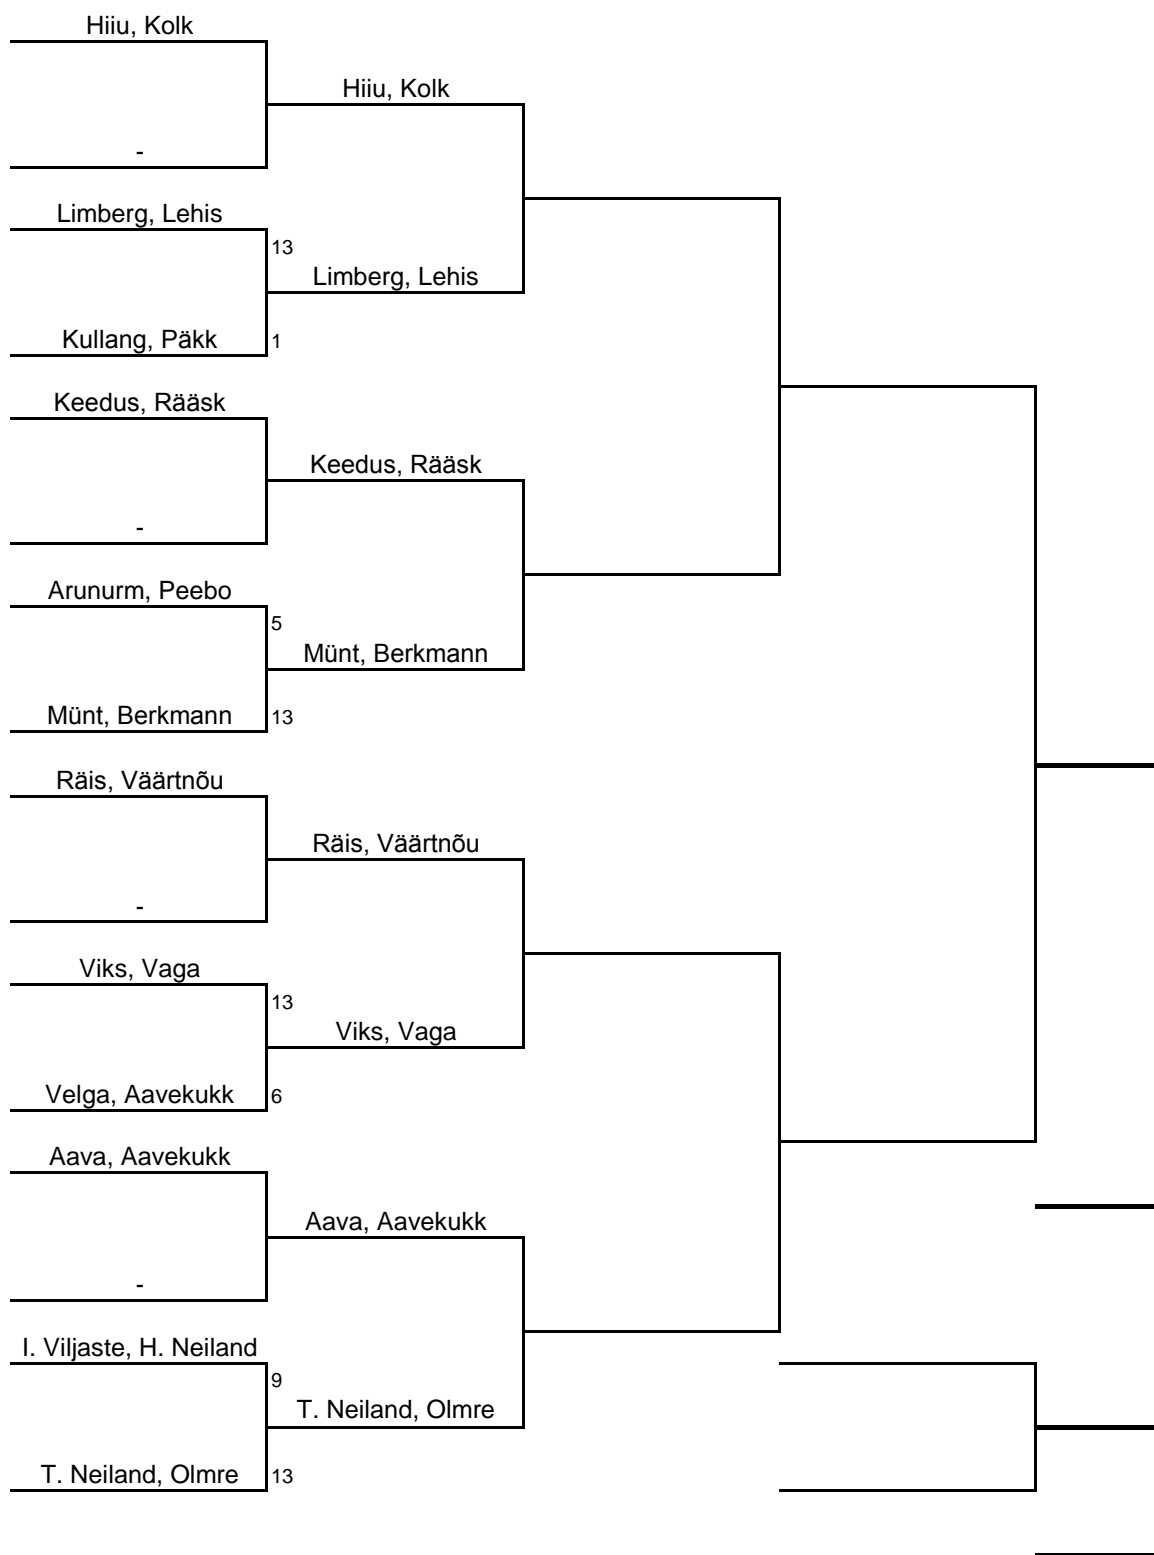 Hiiu, Kolk
Hiiu, Kolk
-
Limberg, Lehis
13
Limberg, Lehis
Kullang, Päkk
1
Keedus, Rääsk
Keedus, Rääsk
-
Arunurm, Peebo
5
Münt, Berkmann
Münt, Berkmann
13
Räis, Väärtnõu
Räis, Väärtnõu
-
Viks, Vaga
13
Viks, Vaga
Velga, Aavekukk
6
Aava, Aavekukk
Aava, Aavekukk
-
I. Viljaste, H. Neiland
9
T. Neiland, Olmre
T. Neiland, Olmre
13